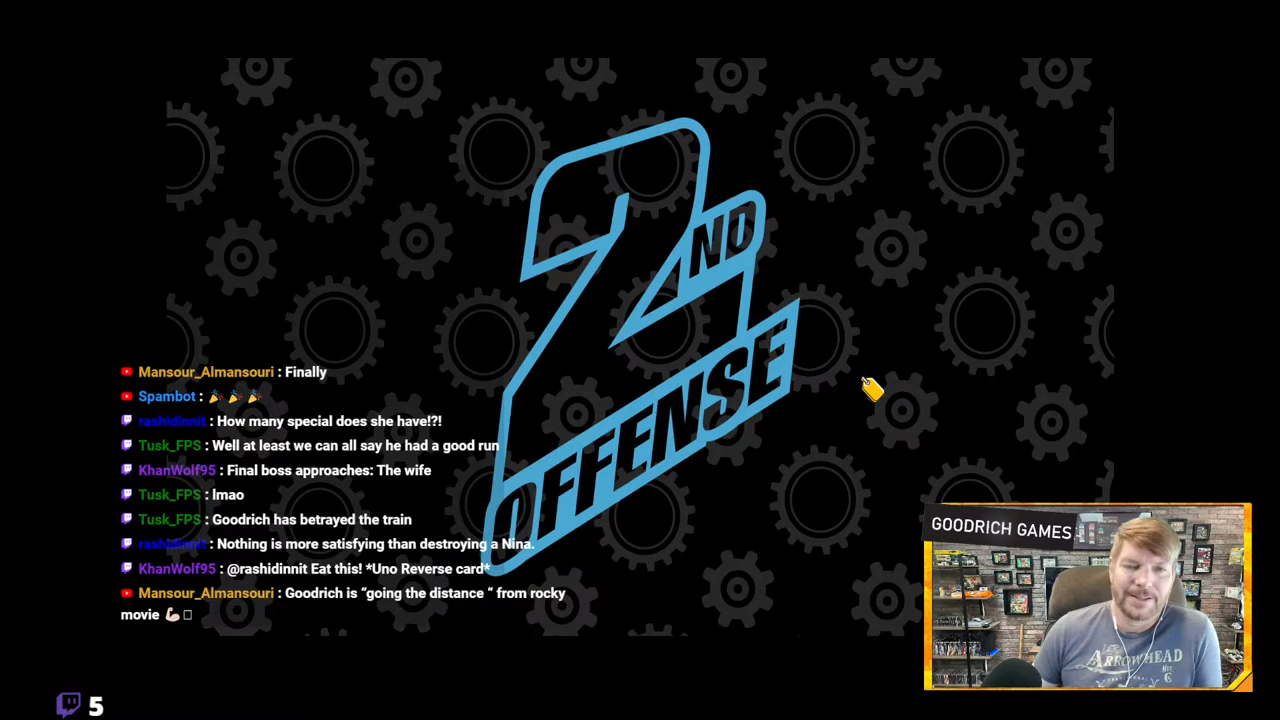 2
ND
OFFENSE
Mansour_Almansouri : Finally
Spambot : 🎉 🎉 🎉
rashidinnit : How many special does she have!?!
Tusk_FPS : Well at least we can all say he had a good run
KhanWolf95 : Final boss approaches: The wife
Tusk_FPS : lmao
Tusk_FPS : Goodrich has betrayed the train
rashidinnit : Nothing is more satisfying than destroying a Nina.
KhanWolf95 : @rashidinnit Eat this! *Uno Reverse card*
Mansour_Almansouri : Goodrich is “going the distance “ from rocky
movie 💪🏻 □
GOODRICH GAMES
ARROWHEAD
5